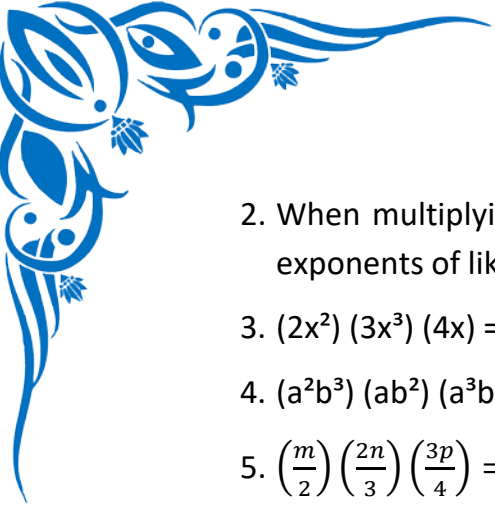 2. When multiplyi
exponents of lik
3. (2x²) (3x³) (4x) =
4. (a²b³) (ab²) (a³b
5. (m/2) (2n/3) (3p/4) =